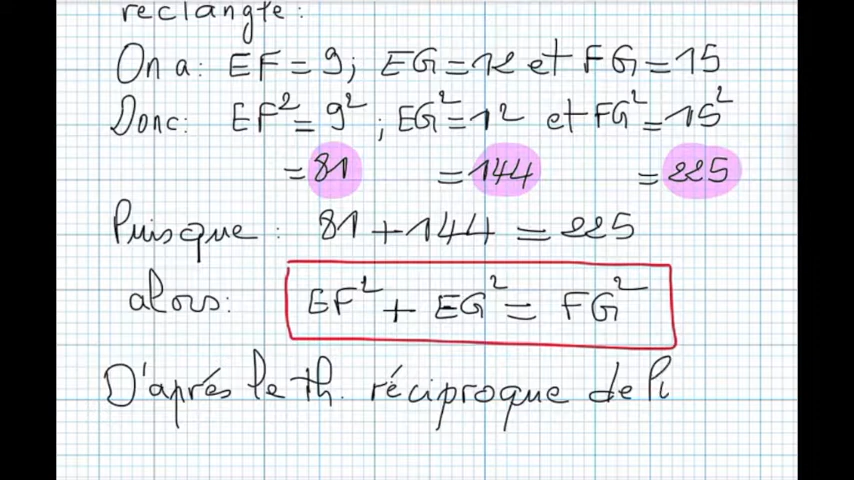 rectangle:
On a: EF = 9; EG = 12 et FG = 15
Donc: EF² = 9²; EG² = 12 et FG² = 15²
= 81 = 144 = 225
Puisque: 81 + 144 = 225
alors: EF² + EG² = FG²
D'après le th. réciproque de